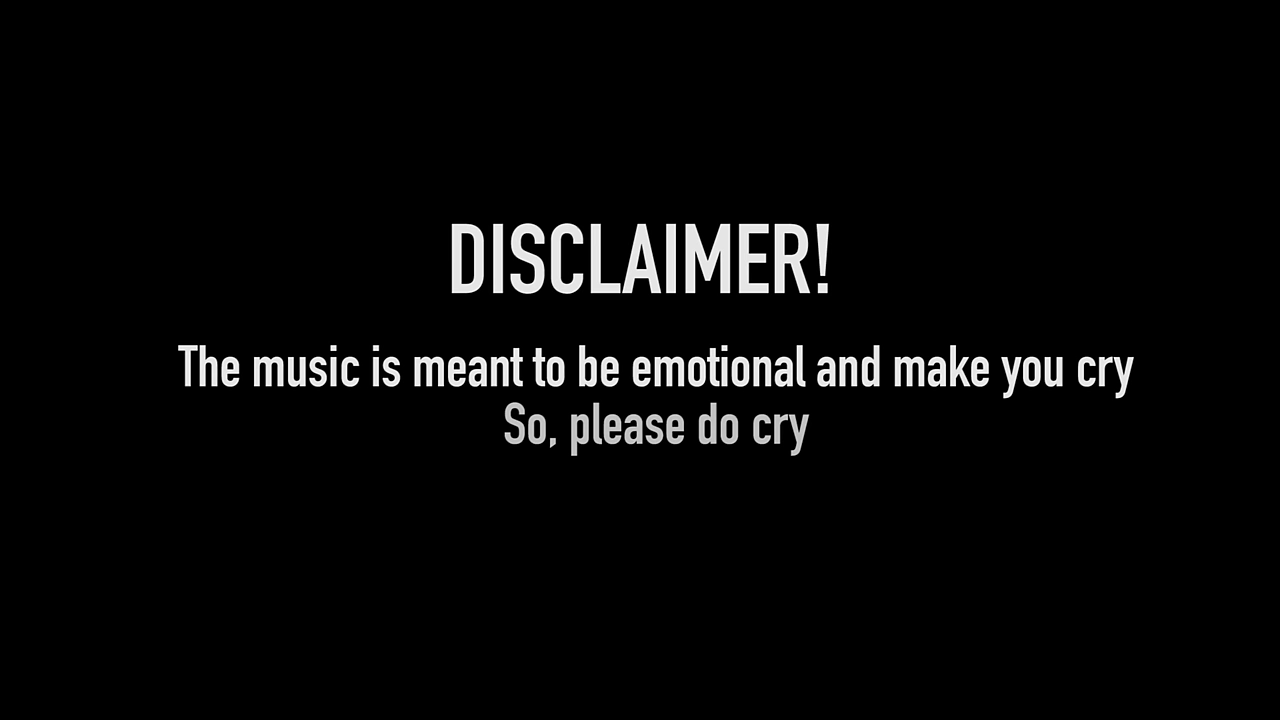 DISCLAIMER!
The music is meant to be emotional and make you cry
So, please do cry